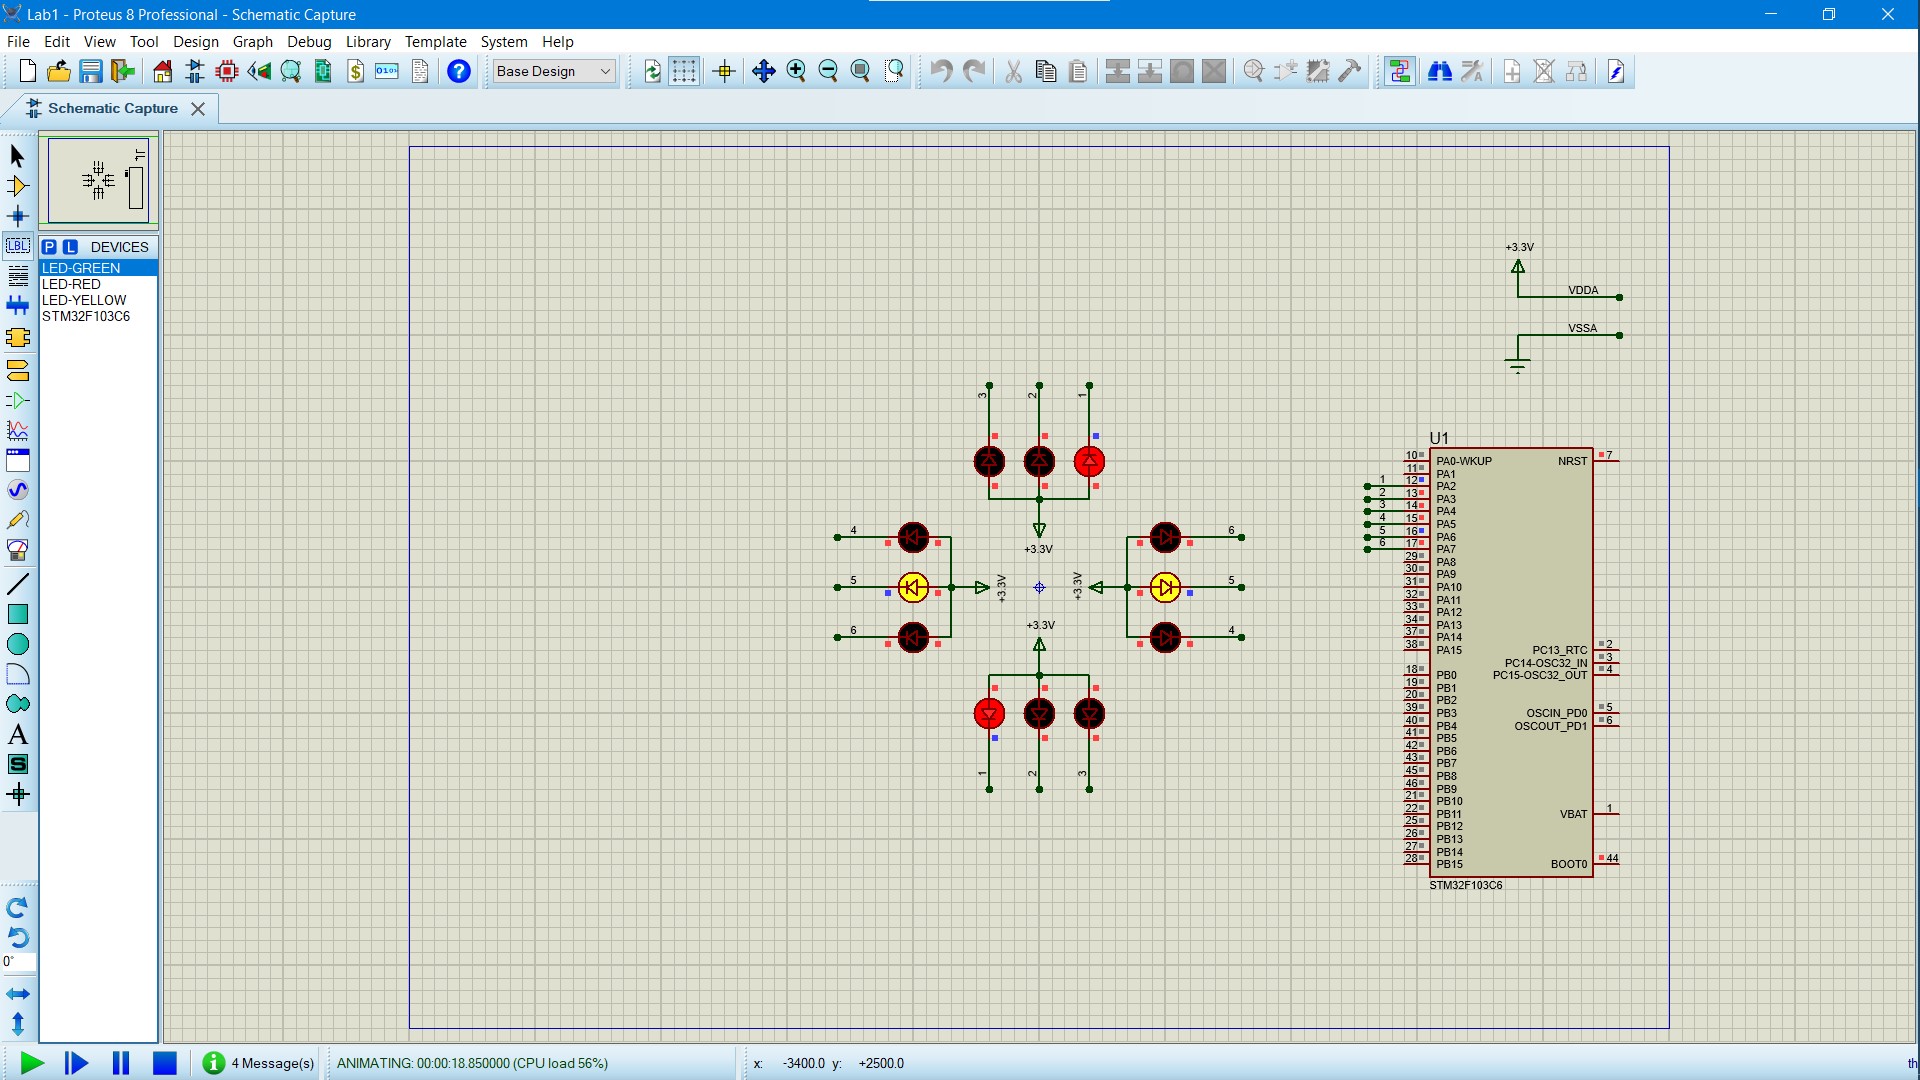 Lab1 - Proteus 8 Professional - Schematic Capture
File Edit View Tool Design Graph Debug Library Template System Help
Base Design
Schematic Capture
P L DEVICES
LED-GREEN
LED-RED
LED-YELLOW
STM32F103C6
LBL
A
S
0°
+3.3V
VDDA
VSSA
3 2 1
4
5
6
+3.3V
+3.3V
+3.3V
+3.3V
6
5
4
1 2 3
U1
10 PA0-WKUP NRST 7
11 PA1
1 12 PA2
2 13 PA3
3 14 PA4
4 15 PA5
5 16 PA6
6 17 PA7
29 PA8
30 PA9
31 PA10
32 PA11
33 PA12
34 PA13
37 PA14
38 PA15
PC13_RTC 2
PC14-OSC32_IN 3
PC15-OSC32_OUT 4
18 PB0
19 PB1
20 PB2
39 PB3 OSCIN_PD0 5
40 PB4 OSCOUT_PD1 6
41 PB5
42 PB6
43 PB7
45 PB8
46 PB9
21 PB10
22 PB11 VBAT 1
25 PB12
26 PB13
27 PB14
28 PB15 BOOT0 44
STM32F103C6
4 Message(s) ANIMATING: 00:00:18.850000 (CPU load 56%) x: -3400.0 y: +2500.0 th